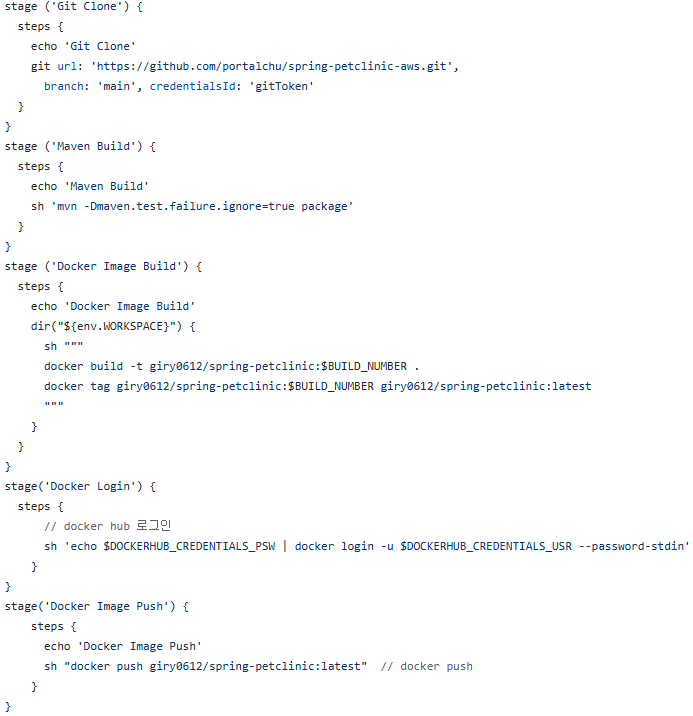 stage ('Git Clone') {
  steps {
    echo 'Git Clone'
    git url: 'https://github.com/portalchu/spring-petclinic-aws.git',
      branch: 'main', credentialsId: 'gitToken'
  }
}
stage ('Maven Build') {
  steps {
    echo 'Maven Build'
    sh 'mvn -Dmaven.test.failure.ignore=true package'
  }
}
stage ('Docker Image Build') {
  steps {
    echo 'Docker Image Build'
    dir("${env.WORKSPACE}") {
      sh """
      docker build -t giry0612/spring-petclinic:$BUILD_NUMBER .
      docker tag giry0612/spring-petclinic:$BUILD_NUMBER giry0612/spring-petclinic:latest
      """
    }
  }
}
stage('Docker Login') {
  steps {
      // docker hub 로그인
      sh 'echo $DOCKERHUB_CREDENTIALS_PSW | docker login -u $DOCKERHUB_CREDENTIALS_USR --password-stdin'
    }
}
stage('Docker Image Push') {
    steps {
      echo 'Docker Image Push'
      sh "docker push giry0612/spring-petclinic:latest"  // docker push
    }
}